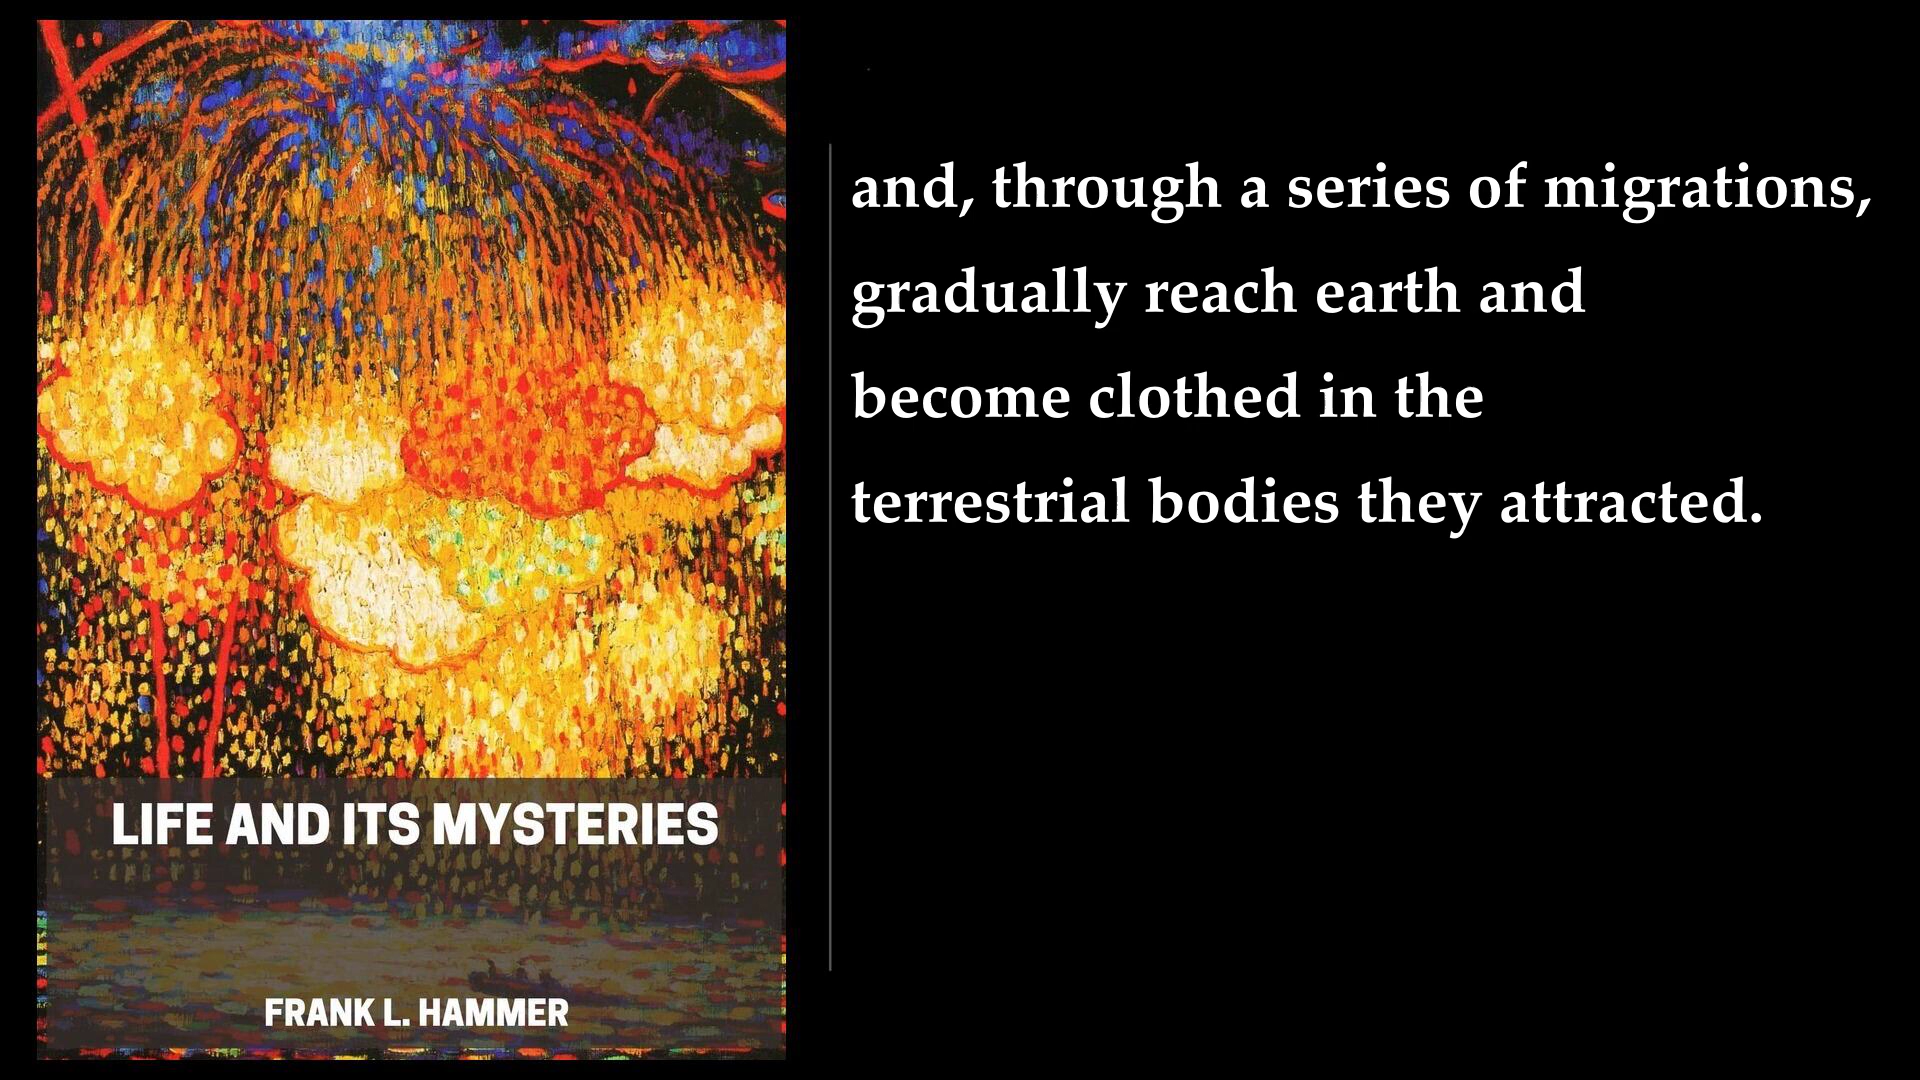 LIFE AND ITS MYSTERIES
FRANK L. HAMMER
and, through a series of migrations,
gradually reach earth and
become clothed in the
terrestrial bodies they attracted.